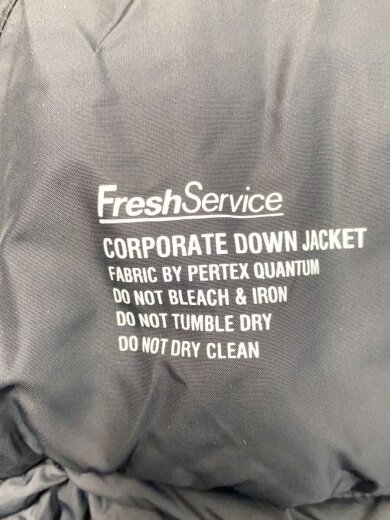 FreshService
CORPORATE DOWN JACKET
FABRIC BY PERTEX QUANTUM
DO NOT BLEACH & IRON
DO NOT TUMBLE DRY
DO NOT DRY CLEAN